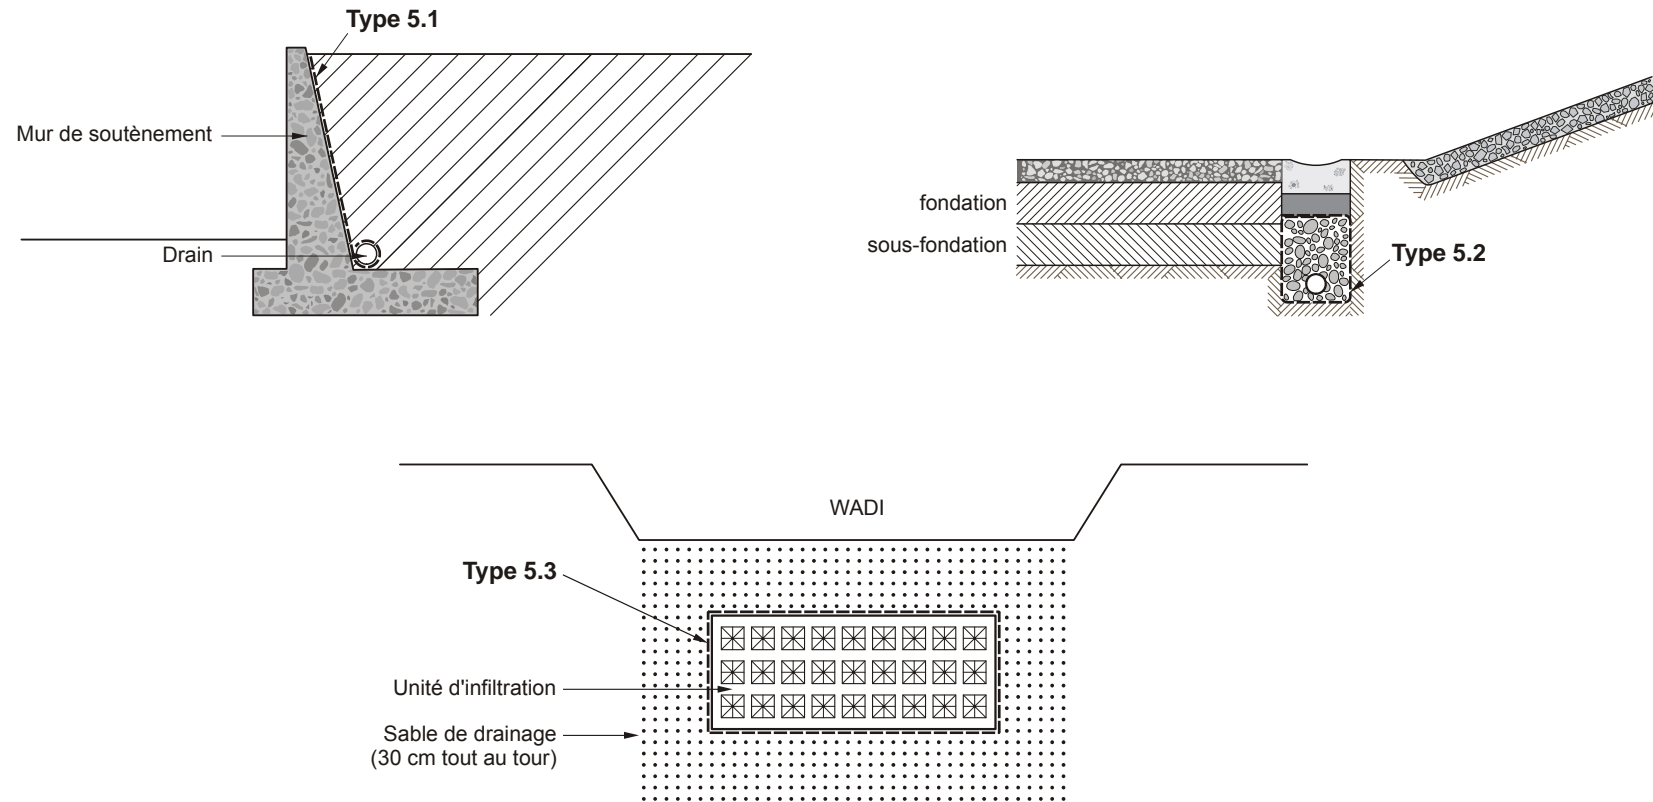 Type 5.1
Mur de soutènement
Drain
fondation
sous-fondation
Type 5.2
WADI
Type 5.3
Unité d'infiltration
Sable de drainage
(30 cm tout au tour)